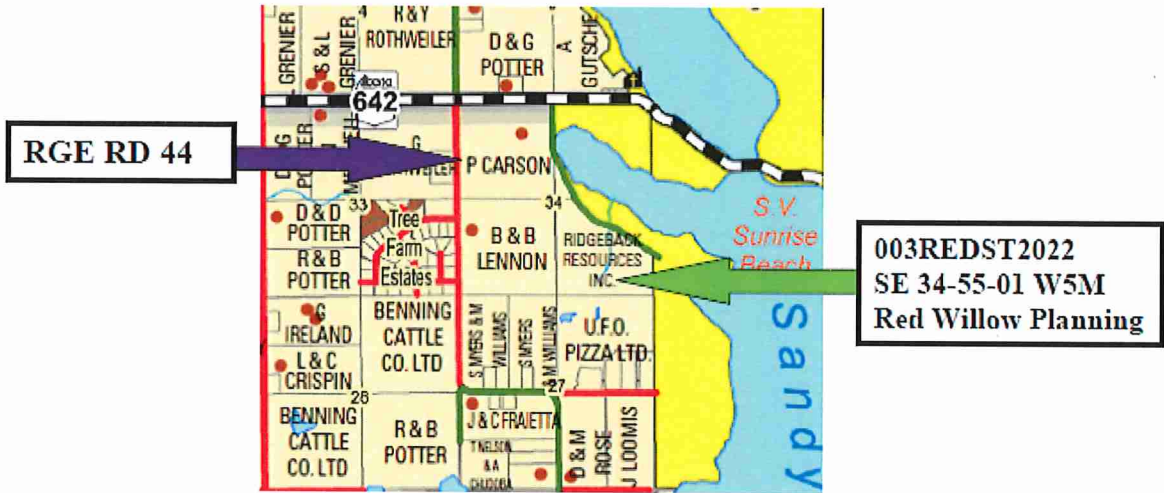 GRENIER
S & L
GRENIER
R & Y
ROTHWEILER
D & G
POTTER
A
GUTSCHE
Alberta
642
RGE RD 44
P CARSON
33
34
D & D
POTTER
R & B
POTTER
Tree
Farm
Estates
B & B
LENNON
RIDGEBACK
RESOURCES
INC.
S.V.
Sunrise
Beach
003REDST2022
SE 34-55-01 W5M
Red Willow Planning
G
IRELAND
L & C
CRISPIN
BENNING
CATTLE
CO. LTD
S MYERS & M
WILLIAMS
S MYERS
& M WILLIAMS
U.F.O.
PIZZA LTD.
Sandy
28
27
BENNING
CATTLE
CO. LTD
R & B
POTTER
J & C FRAIETTA
T NELSON
& A
CHUDOBA
D & M
ROSE
J LOOMIS